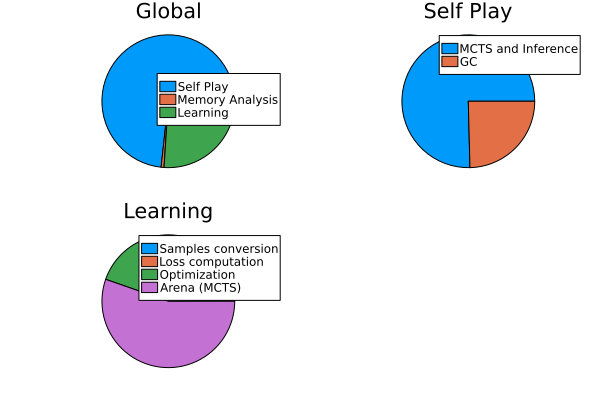 Global
Self Play
Memory Analysis
Learning
Self Play
MCTS and Inference
GC
Learning
Samples conversion
Loss computation
Optimization
Arena (MCTS)